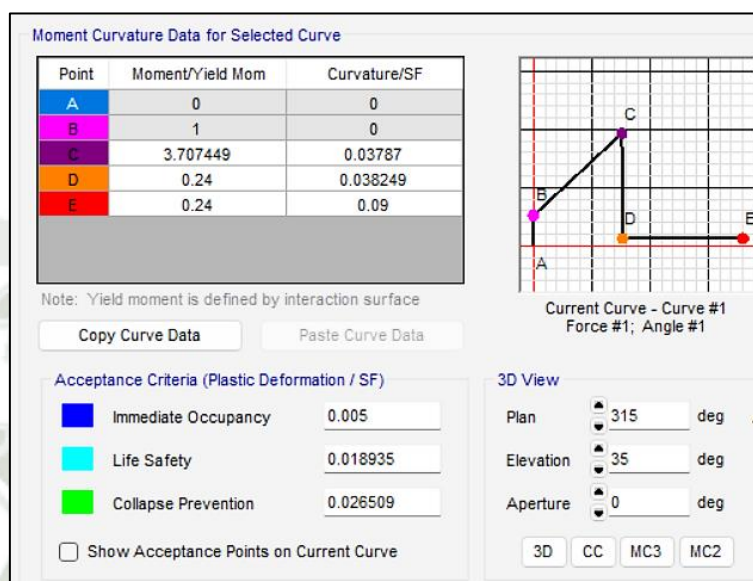 Moment Curvature Data for Selected Curve
Point Moment/Yield Mom Curvature/SF
A 0 0
B 1 0
C 3.707449 0.03787
D 0.24 0.038249
E 0.24 0.09
Note: Yield moment is defined by interaction surface
Copy Curve Data Paste Curve Data
C
B
D
E
A
Current Curve - Curve #1
Force #1; Angle #1
Acceptance Criteria (Plastic Deformation / SF)
Immediate Occupancy 0.005
Life Safety 0.018935
Collapse Prevention 0.026509
Show Acceptance Points on Current Curve
3D View
Plan 315 deg
Elevation 35 deg
Aperture 0 deg
3D CC MC3 MC2